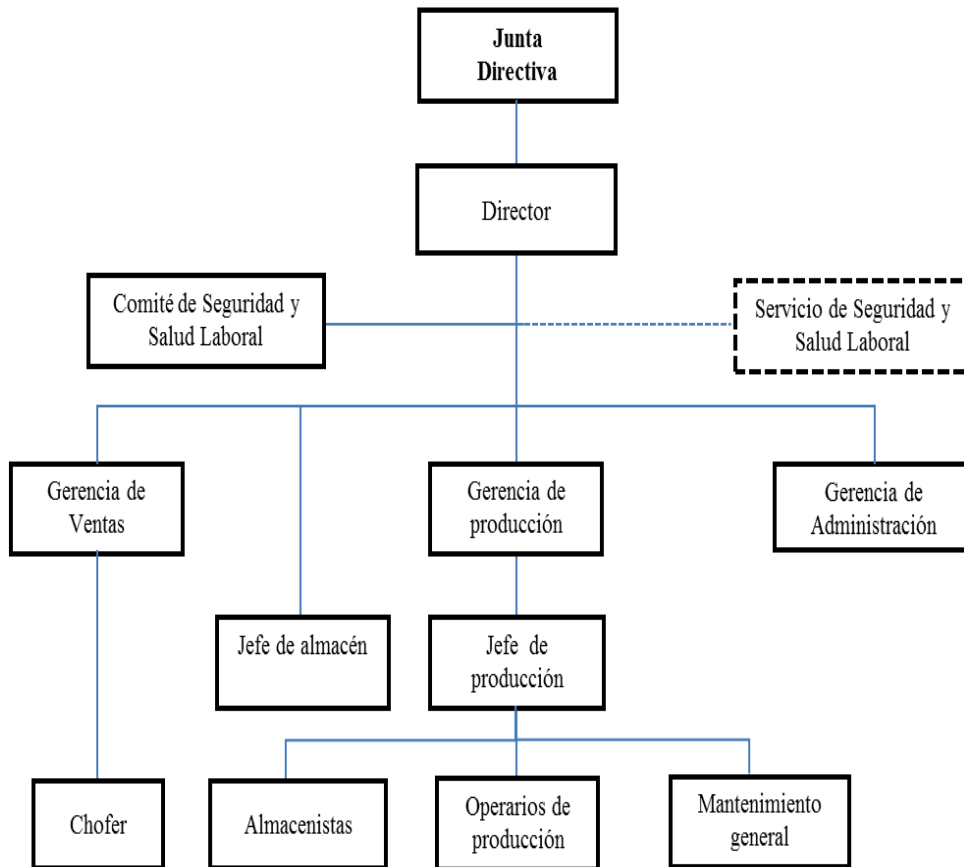 Junta
Directiva
Director
Comité de Seguridad y
Salud Laboral
Servicio de Seguridad y
Salud Laboral
Gerencia de
Ventas
Gerencia de
producción
Gerencia de
Administración
Jefe de almacén
Jefe de
producción
Chofer
Almacenistas
Operarios de
producción
Mantenimiento
general